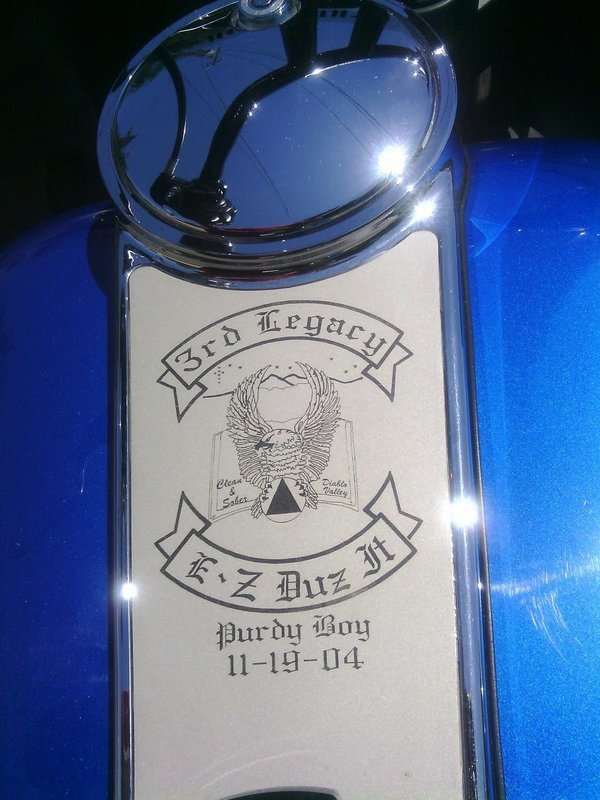 3rd Legacy
Clean
&
Sober
Diablo
Valley
E-Z Duz It
Purdy Boy
11-19-04